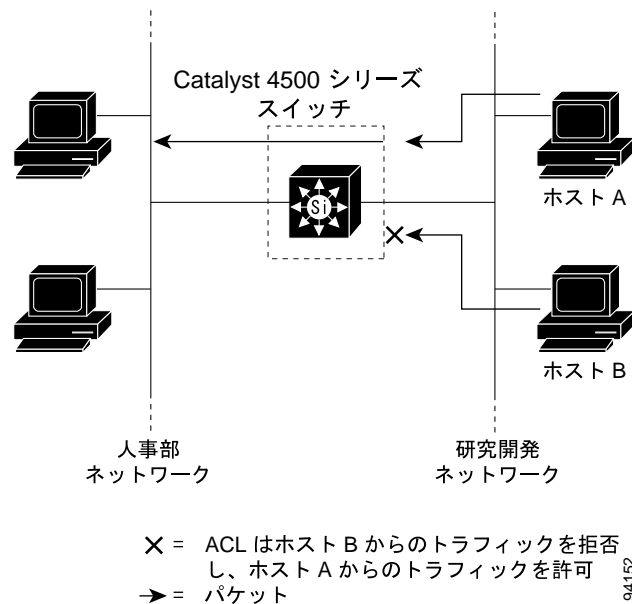 Catalyst 4500 シリーズ
スイッチ
Si
ホスト A
ホスト B
人事部
ネットワーク
研究開発
ネットワーク
✕ = ACL はホスト B からのトラフィックを拒否
し、ホスト A からのトラフィックを許可
➔ = パケット
94152